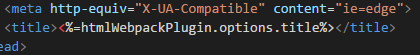 <meta http-equiv="X-UA-Compatible" content="ie=edge">
<title><%=htmlWebpackPlugin.options.title%></title>
ead>